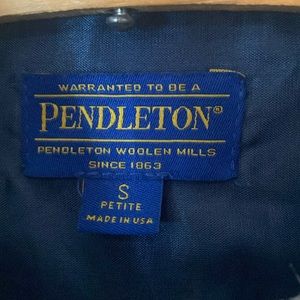 WARRANTED TO BE A
PENDLETON®
PENDLETON WOOLEN MILLS
SINCE 1863
S
PETITE
MADE IN USA